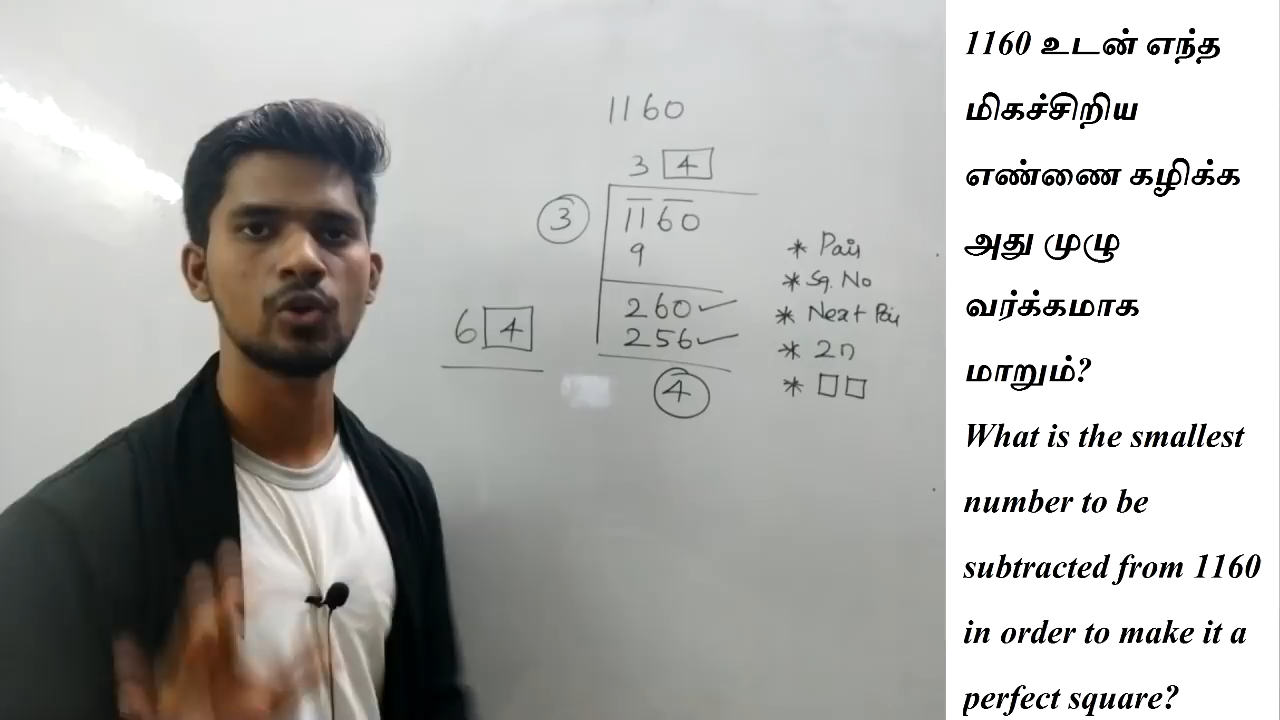 1160
3 4
3 1160
9
260
6 4 256
4
* Pair
* Sq. No
* Next Pair
* 2n
* □□
1160 உடன் எந்த
மிகச்சிறிய
எண்ணை கழிக்க
அது முழு
வர்க்கமாக
மாறும்?
What is the smallest
number to be
subtracted from 1160
in order to make it a
perfect square?